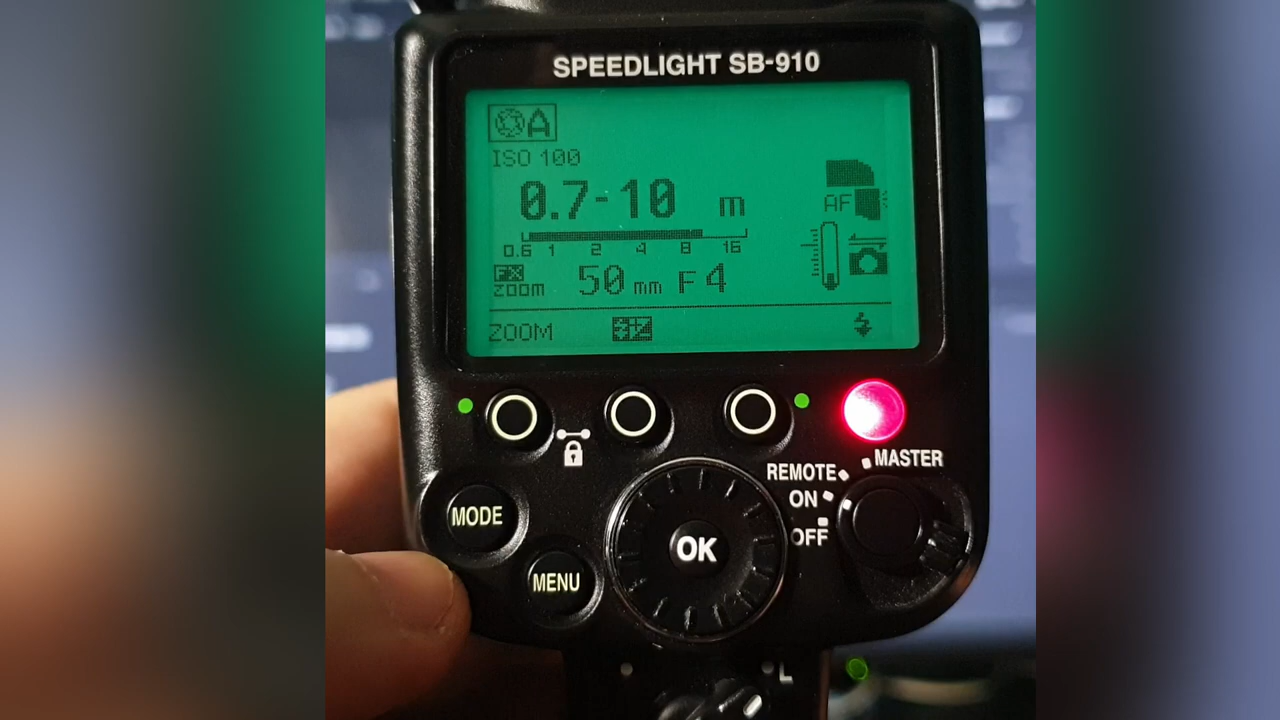 SPEEDLIGHT SB-910
A
ISO 100
0.7-10 m
0.6 1 2 4 8 16
AF
FX
zoom 50 mm F4
ZOOM
MODE
MENU
OK
REMOTE
MASTER
ON
OFF
L